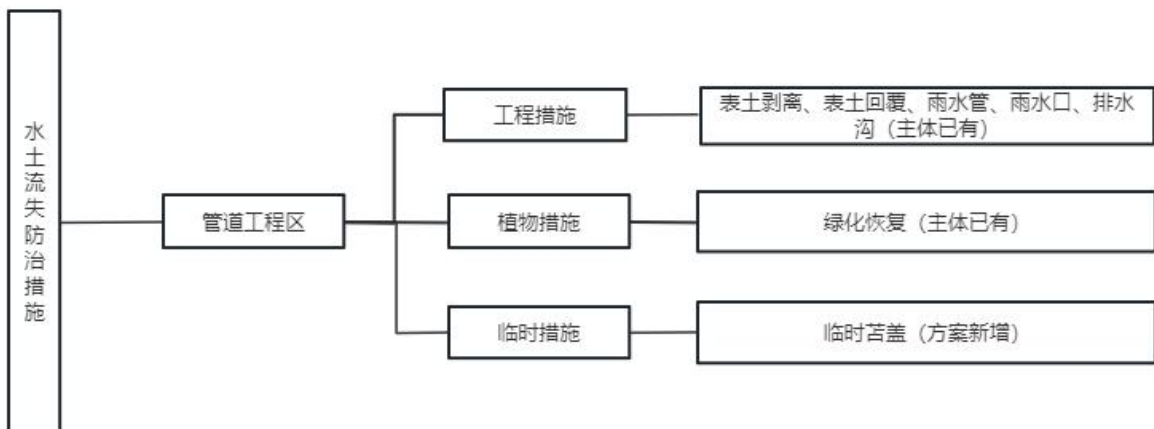 水土流失防治措施
管道工程区
工程措施
表土剥离、表土回覆、雨水管、雨水口、排水
沟（主体已有）
植物措施
绿化恢复（主体已有）
临时措施
临时苫盖（方案新增）